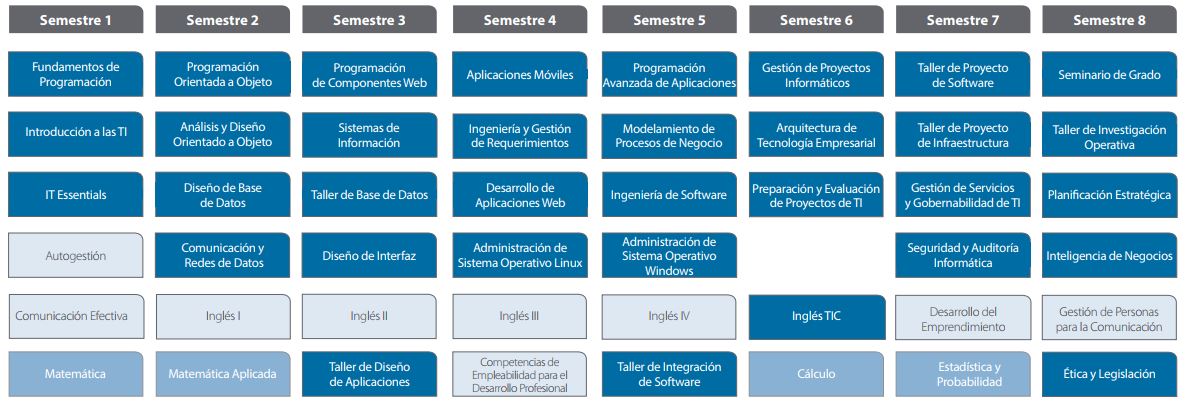 Semestre 1
Semestre 2
Semestre 3
Semestre 4
Semestre 5
Semestre 6
Semestre 7
Semestre 8
Fundamentos de
Programación
Programación
Orientada a Objeto
Programación
de Componentes Web
Aplicaciones Móviles
Programación
Avanzada de Aplicaciones
Gestión de Proyectos
Informáticos
Taller de Proyecto
de Software
Seminario de Grado
Introducción a las TI
Análisis y Diseño
Orientado a Objeto
Sistemas de
Información
Ingeniería y Gestión
de Requerimientos
Modelamiento de
Procesos de Negocio
Arquitectura de
Tecnología Empresarial
Taller de Proyecto
de Infraestructura
Taller de Investigación
Operativa
IT Essentials
Diseño de Base
de Datos
Taller de Base de Datos
Desarrollo de
Aplicaciones Web
Ingeniería de Software
Preparación y Evaluación
de Proyectos de TI
Gestión de Servicios
y Gobernabilidad de TI
Planificación Estratégica
Autogestión
Comunicación y
Redes de Datos
Diseño de Interfaz
Administración de
Sistema Operativo Linux
Administración de
Sistema Operativo
Windows
Seguridad y Auditoría
Informática
Inteligencia de Negocios
Comunicación Efectiva
Inglés I
Inglés II
Inglés III
Inglés IV
Inglés TIC
Desarrollo del
Emprendimiento
Gestión de Personas
para la Comunicación
Matemática
Matemática Aplicada
Taller de Diseño
de Aplicaciones
Competencias de
Empleabilidad para el
Desarrollo Profesional
Taller de Integración
de Software
Cálculo
Estadística y
Probabilidad
Ética y Legislación